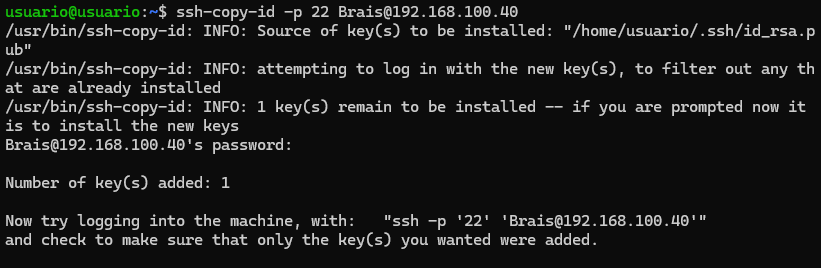 usuario@usuario:~$ ssh-copy-id -p 22 Brais@192.168.100.40
/usr/bin/ssh-copy-id: INFO: Source of key(s) to be installed: "/home/usuario/.ssh/id_rsa.p
ub"
/usr/bin/ssh-copy-id: INFO: attempting to log in with the new key(s), to filter out any th
at are already installed
/usr/bin/ssh-copy-id: INFO: 1 key(s) remain to be installed -- if you are prompted now it
is to install the new keys
Brais@192.168.100.40's password:
Number of key(s) added: 1
Now try logging into the machine, with:   "ssh -p '22' 'Brais@192.168.100.40'"
and check to make sure that only the key(s) you wanted were added.